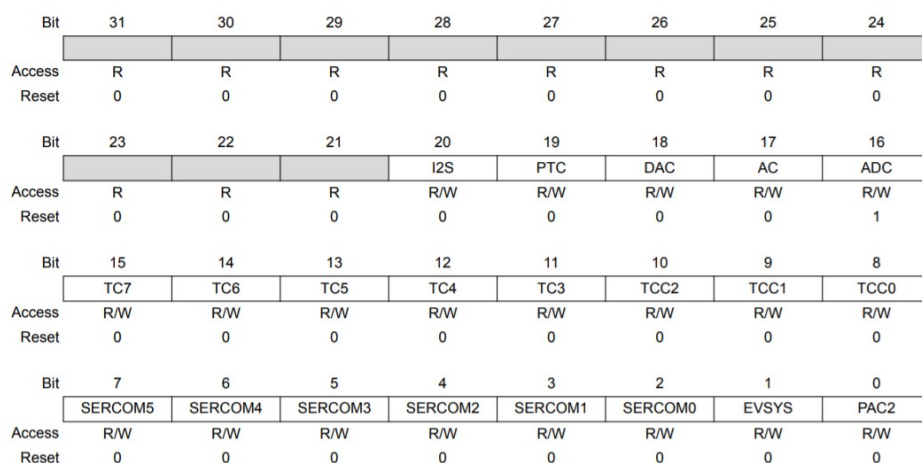 Bit 31 30 29 28 27 26 25 24
Access R R R R R R R R
Reset 0 0 0 0 0 0 0 0
Bit 23 22 21 20 19 18 17 16
I2S PTC DAC AC ADC
Access R R R R/W R/W R/W R/W R/W
Reset 0 0 0 0 0 0 0 1
Bit 15 14 13 12 11 10 9 8
TC7 TC6 TC5 TC4 TC3 TCC2 TCC1 TCC0
Access R/W R/W R/W R/W R/W R/W R/W R/W
Reset 0 0 0 0 0 0 0 0
Bit 7 6 5 4 3 2 1 0
SERCOM5 SERCOM4 SERCOM3 SERCOM2 SERCOM1 SERCOM0 EVSYS PAC2
Access R/W R/W R/W R/W R/W R/W R/W R/W
Reset 0 0 0 0 0 0 0 0